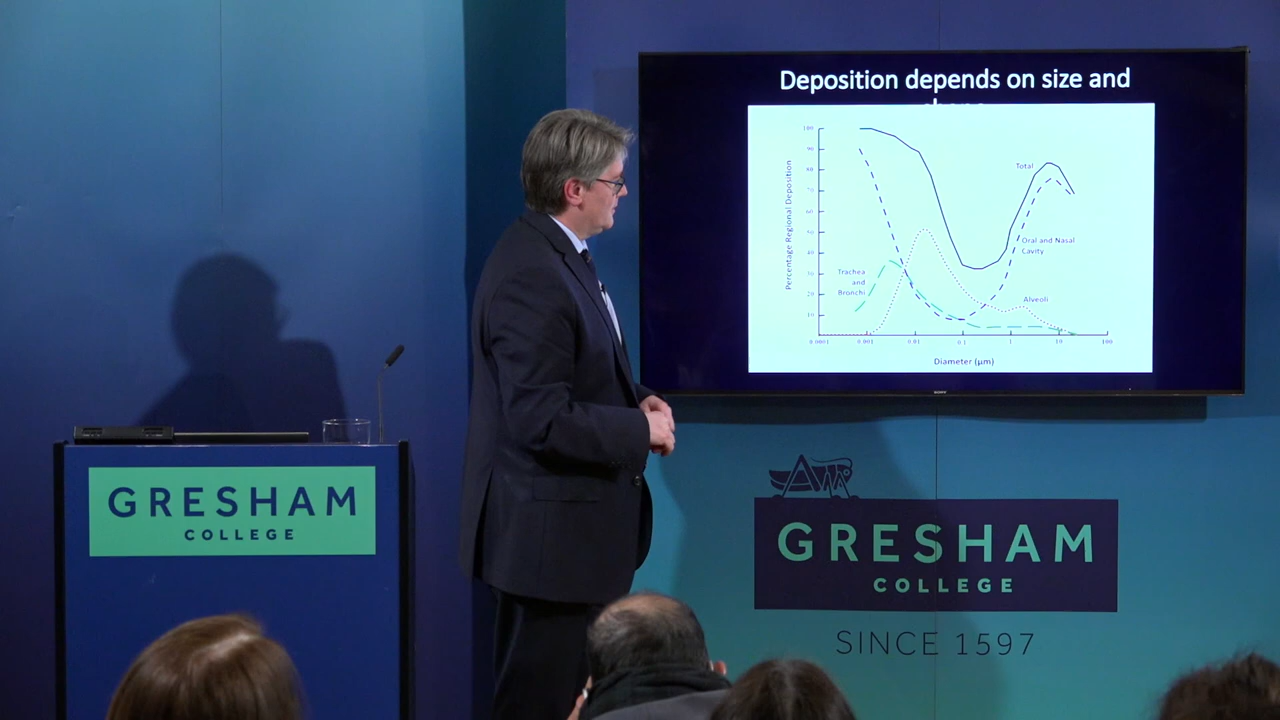 Deposition depends on size and
100
90
80
70
60
50
40
30
20
10
Percentage Regional Deposition
Total
Oral and Nasal
Cavity
Trachea
and
Bronchi
Alveoli
0.0001
0.001
0.01
0.1
1
10
100
Diameter (µm)
SONY
GRESHAM
COLLEGE
GRESHAM
COLLEGE
SINCE 1597